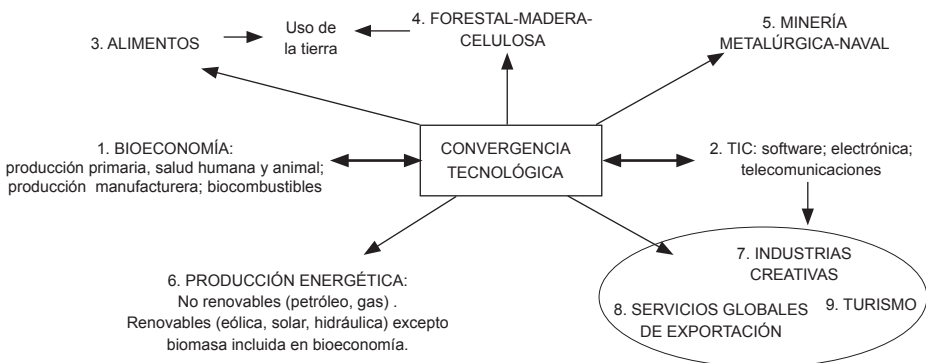 3. ALIMENTOS
Uso de
la tierra
4. FORESTAL-MADERA-
CELULOSA
5. MINERÍA
METALÚRGICA-NAVAL
1. BIOECONOMÍA:
producción primaria, salud humana y animal;
producción manufacturera; biocombustibles
CONVERGENCIA
TECNOLÓGICA
2. TIC: software; electrónica;
telecomunicaciones
6. PRODUCCIÓN ENERGÉTICA:
No renovables (petróleo, gas) .
Renovables (eólica, solar, hidráulica) excepto
biomasa incluida en bioeconomía.
7. INDUSTRIAS
CREATIVAS
8. SERVICIOS GLOBALES
DE EXPORTACIÓN
9. TURISMO